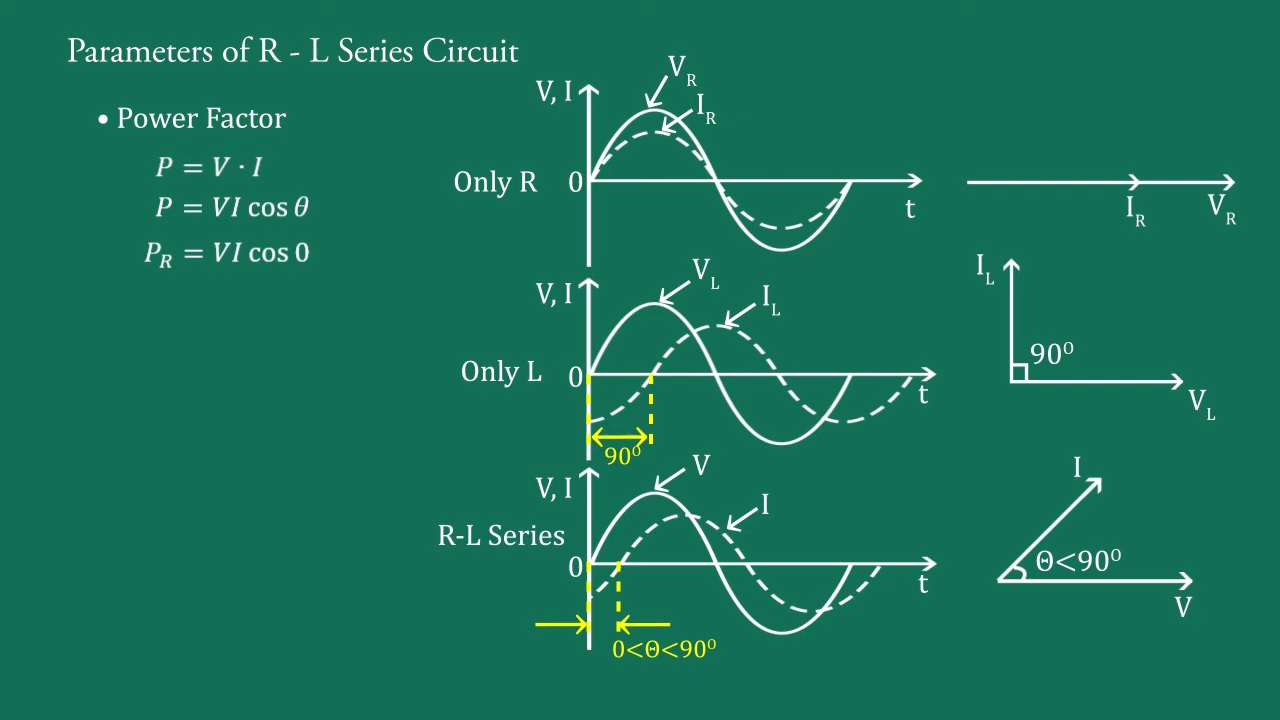 Parameters of R - L Series Circuit
• Power Factor
P = V · I
P = VI cos θ
P_R = VI cos 0
V, I
V_R
I_R
Only R
0
t
I_R
V_R
V, I
V_L
I_L
Only L
0
t
90⁰
I_L
90⁰
V_L
V, I
V
I
R-L Series
0
t
0<Θ<90⁰
I
Θ<90⁰
V